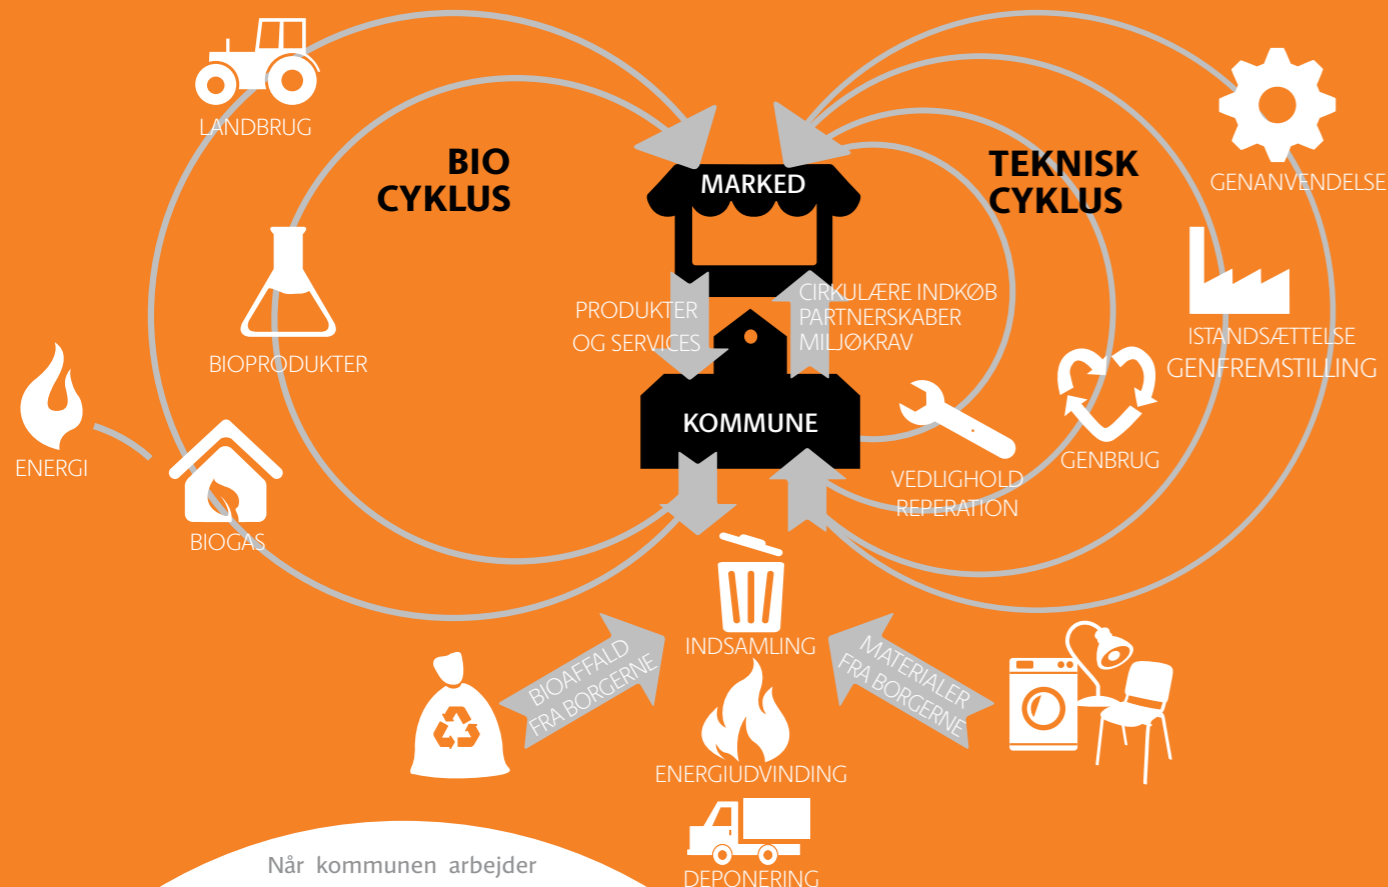 LANDBRUG
BIO
CYKLUS
MARKED
TEKNISK
CYKLUS
GENANVENDELSE
BIOPRODUKTER
PRODUKTER
OG SERVICES
CIRKULÆRE INDKØB
PARTNERSKABER
MILJØKRAV
ISTANDSÆTTELSE
GENFREMSTILLING
ENERGI
BIOGAS
KOMMUNE
VEDLIGHOLD
REPERATION
GENBRUG
INDSAMLING
BIOAFFALD
FRA BORGERNE
MATERIALER
FRA BORGERNE
ENERGIUDVINDING
DEPONERING
Når kommunen arbejder